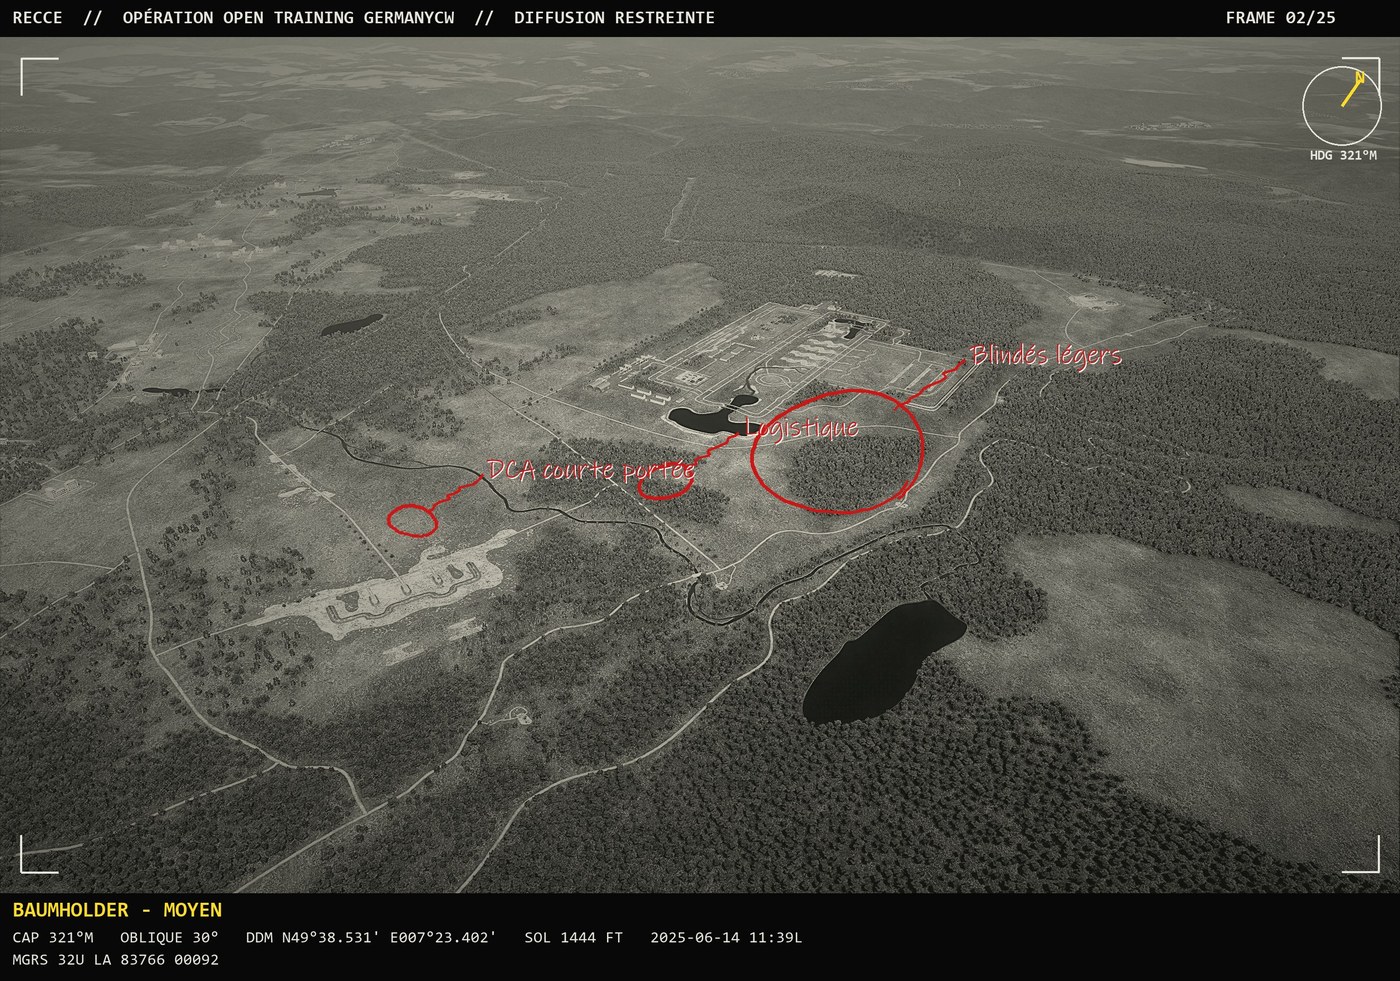 RECCE // OPÉRATION OPEN TRAINING GERMANYCW // DIFFUSION RESTREINTE FRAME 02/25
N
HDG 321°M
Blindés légers
Logistique
DCA courte portée
BAUMHOLDER - MOYEN
CAP 321°M OBLIQUE 30° DDM N49°38.531' E007°23.402' SOL 1444 FT 2025-06-14 11:39L
MGRS 32U LA 83766 00092